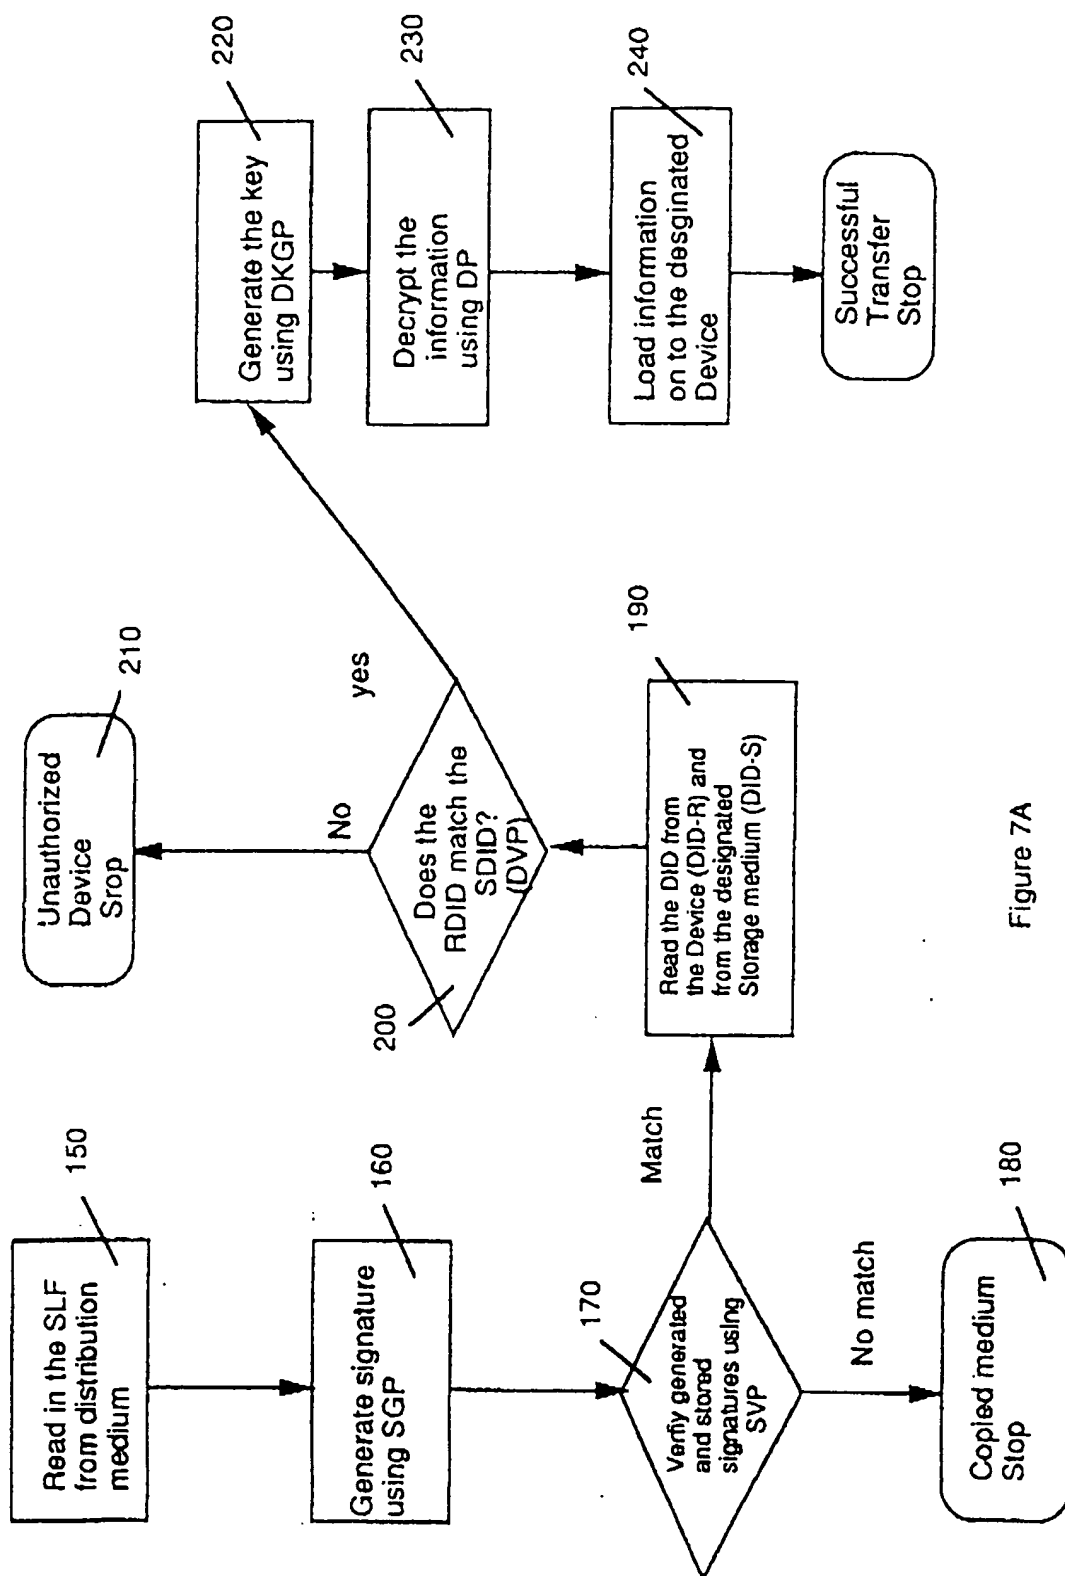 150
Read in the SLF
from distribution
medium
160
Generate signature
using SGP
170
Verfiy generated
and stored
signatures using
SVP
No match
180
Copied medium
Stop
Match
190
Read the DID from
the Device (DID-R) and
from the designated
Storage medium (DID-S)
200
Does the
RDID match the
SDID?
(DVP)
No
210
Unauthorized
Device
Srop
yes
220
Generate the key
using DKGP
230
Decrypt the
information
using DP
240
Load information
on to the desginated
Device
Successful
Transfer
Stop
Figure 7A